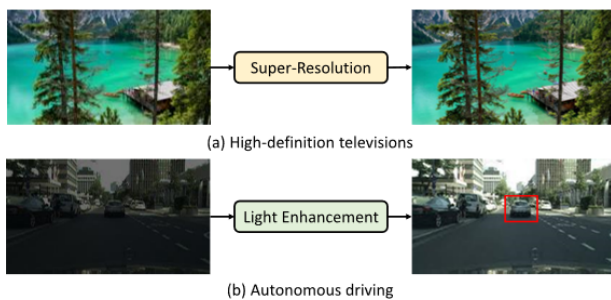 Super-Resolution
(a) High-definition televisions
Light Enhancement
(b) Autonomous driving